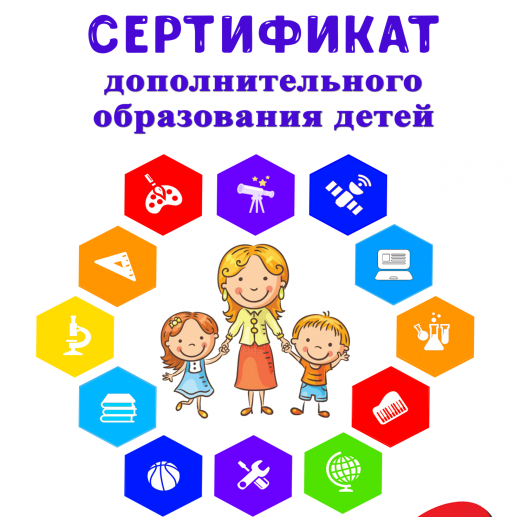 СЕРТИФИКАТ
дополнительного
образования детей